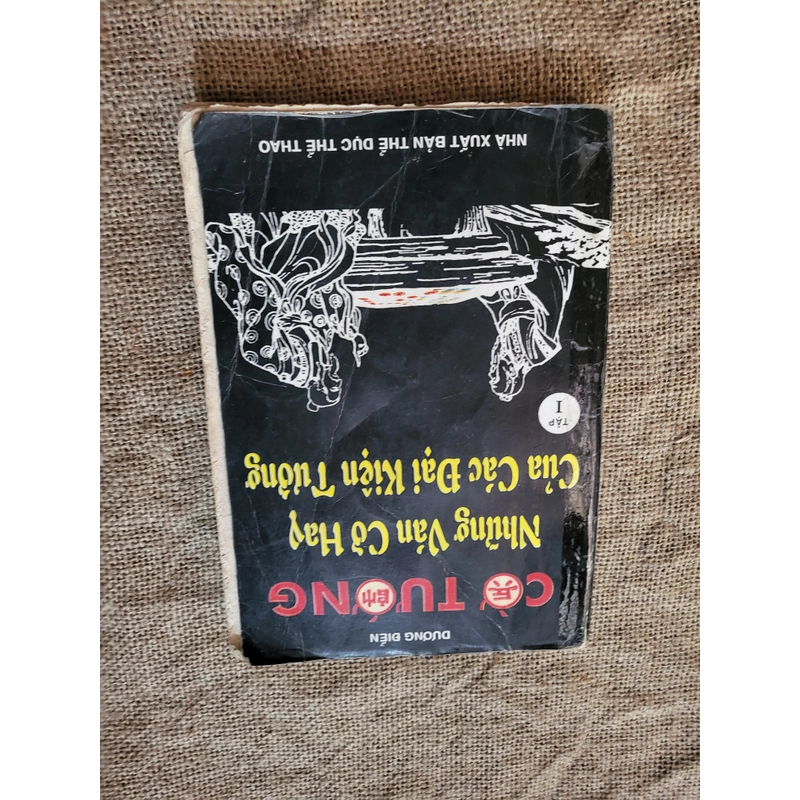 DƯƠNG ĐIỀN
CỜ TƯỚNG
Những Ván Cờ Hay
Của Các Đại Kiện Tướng
TẬP
I
NHÀ XUẤT BẢN THỂ DỤC THỂ THAO